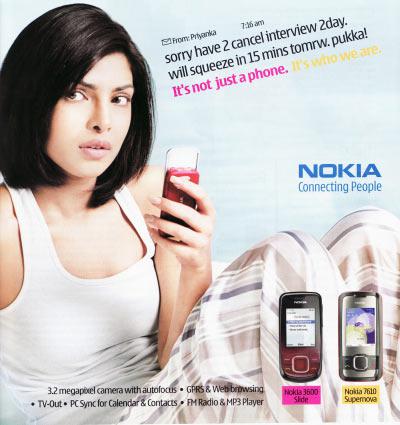 From: Priyanka 7:16 am
sorry have 2 cancel interview 2day.
will squeeze in 15 mins tomrw. pukka!
It's not just a phone. It's who we are.
NOKIA
Connecting People
3.2 megapixel camera with autofocus • GPRS & Web browsing
• TV-Out • PC Sync for Calendar & Contacts • FM Radio & MP3 Player
NOKIA
Nokia 3600
Slide
Nokia 7610
Supernova